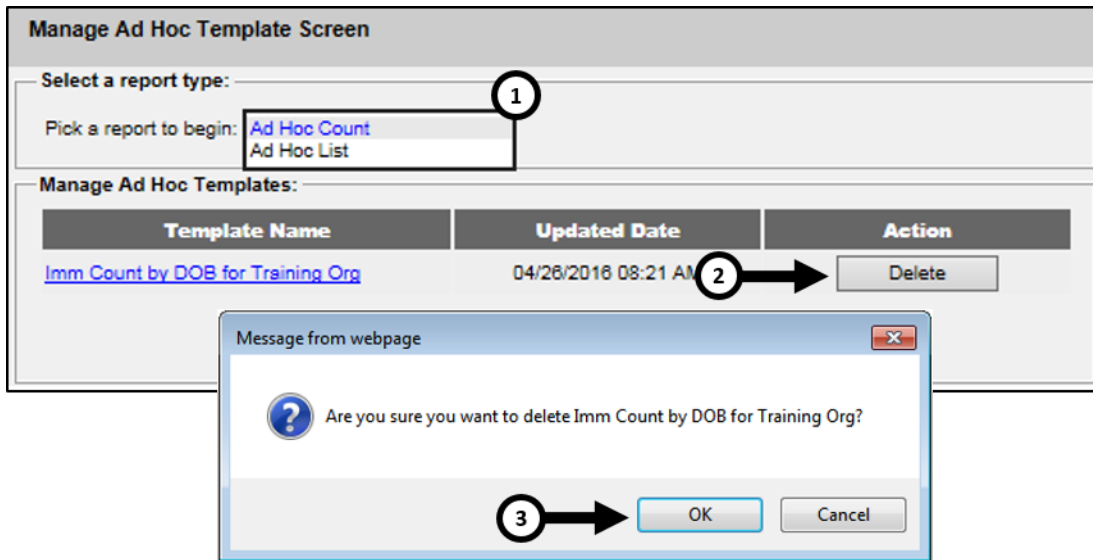 Manage Ad Hoc Template Screen
Select a report type:
1
Pick a report to begin: Ad Hoc Count
Ad Hoc List
Manage Ad Hoc Templates:
Template Name Updated Date Action
Imm Count by DOB for Training Org 04/26/2016 08:21 AM 2 Delete
Message from webpage
Are you sure you want to delete Imm Count by DOB for Training Org?
3 OK Cancel